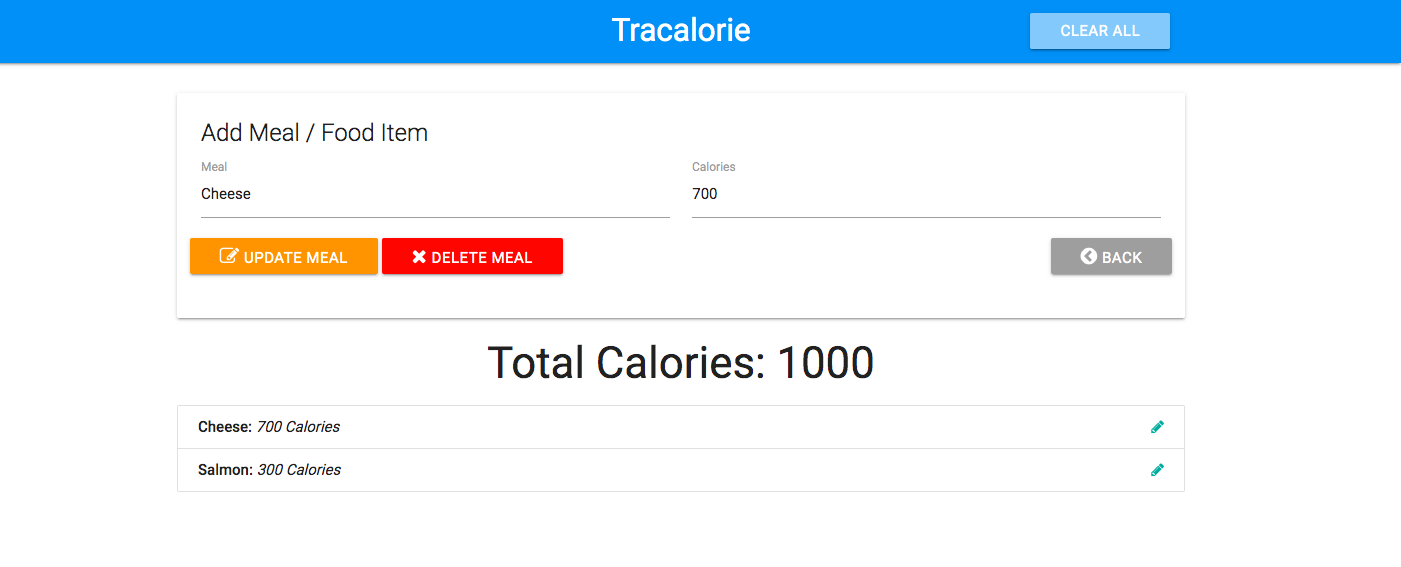 Tracalorie
CLEAR ALL
Add Meal / Food Item
Meal
Calories
Cheese
700
UPDATE MEAL
DELETE MEAL
BACK
Total Calories: 1000
Cheese: 700 Calories
Salmon: 300 Calories